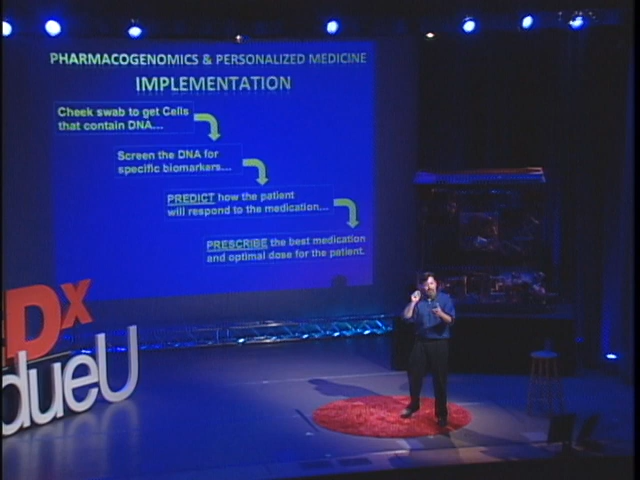 PHARMACOGENOMICS & PERSONALIZED MEDICINE
IMPLEMENTATION
Cheek swab to get Cells
that contain DNA...
Screen the DNA for
specific biomarkers...
PREDICT how the patient
will respond to the medication...
PRESCRIBE the best medication
and optimal dose for the patient.
EDx
dueU